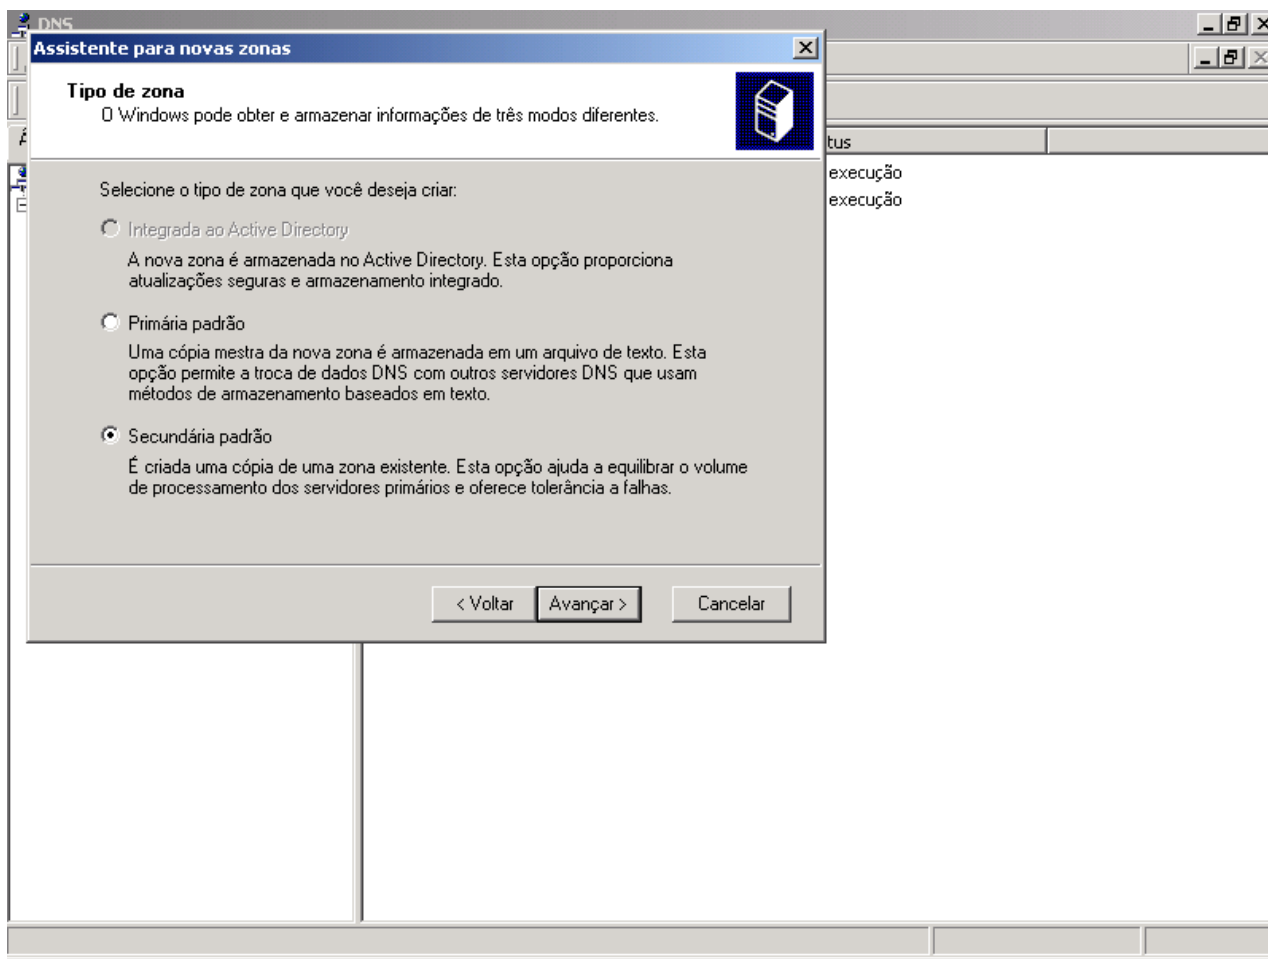 DNS
Assistente para novas zonas
Tipo de zona
O Windows pode obter e armazenar informações de três modos diferentes.
tus
execução
execução
Selecione o tipo de zona que você deseja criar:
Integrada ao Active Directory
A nova zona é armazenada no Active Directory. Esta opção proporciona
atualizações seguras e armazenamento integrado.
Primária padrão
Uma cópia mestra da nova zona é armazenada em um arquivo de texto. Esta
opção permite a troca de dados DNS com outros servidores DNS que usam
métodos de armazenamento baseados em texto.
Secundária padrão
É criada uma cópia de uma zona existente. Esta opção ajuda a equilibrar o volume
de processamento dos servidores primários e oferece tolerância a falhas.
< Voltar Avançar > Cancelar